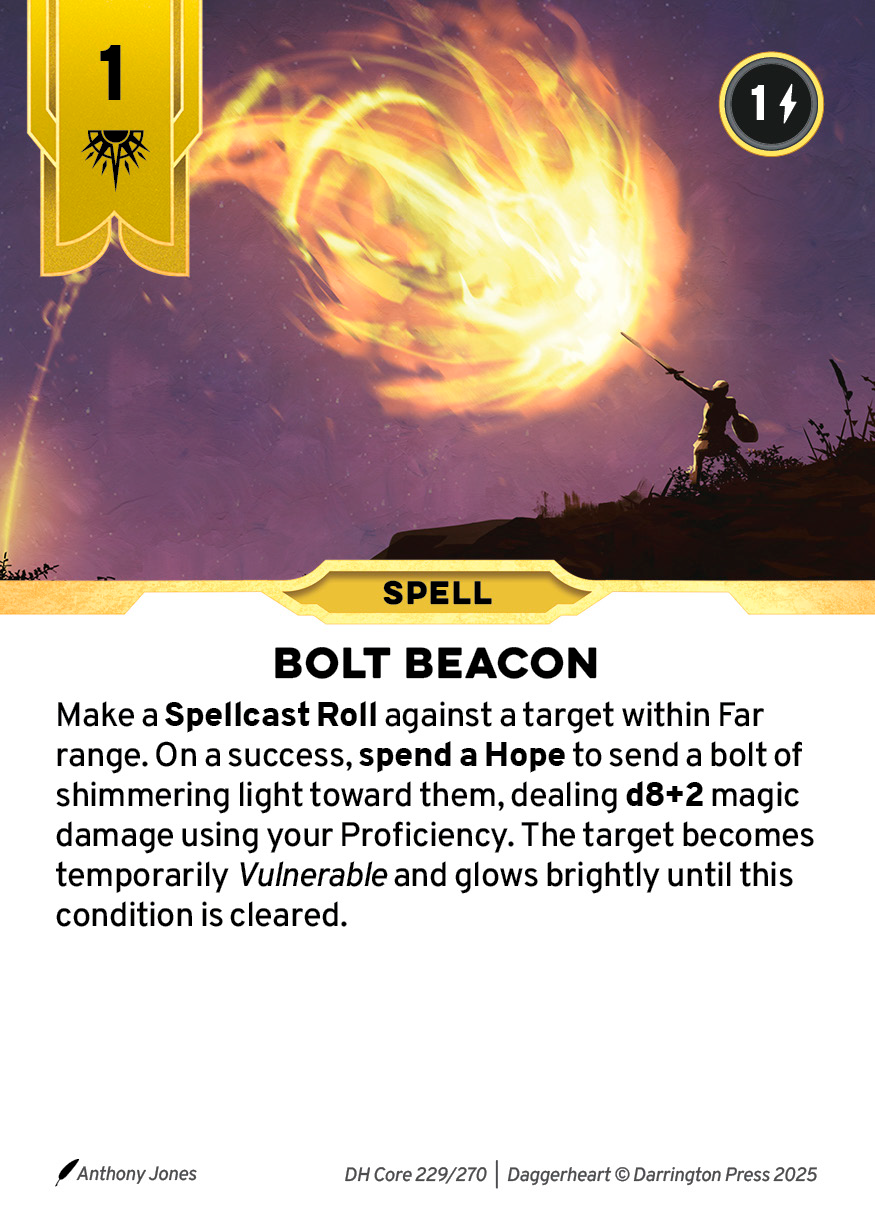 1
1
SPELL
BOLT BEACON
Make a Spellcast Roll against a target within Far
range. On a success, spend a Hope to send a bolt of
shimmering light toward them, dealing d8+2 magic
damage using your Proficiency. The target becomes
temporarily Vulnerable and glows brightly until this
condition is cleared.
Anthony Jones DH Core 229/270 | Daggerheart © Darrington Press 2025